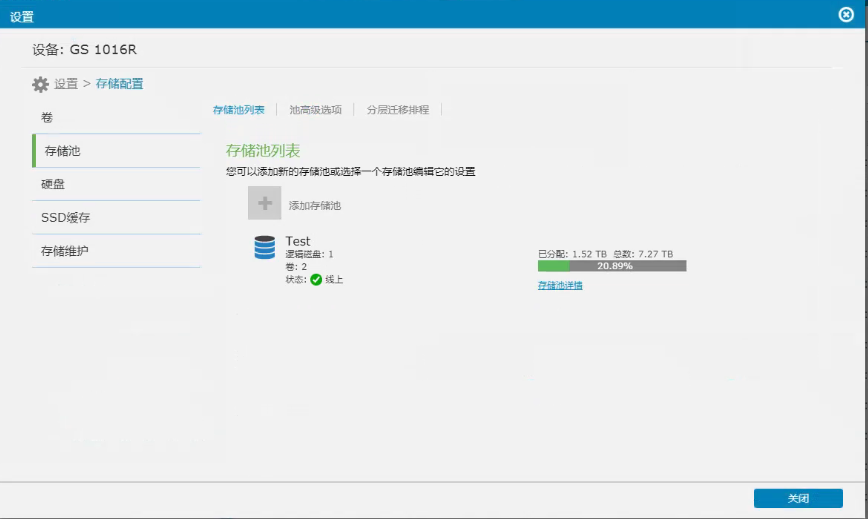 设置
设备: GS 1016R
设置 > 存储配置
卷
存储池
硬盘
SSD缓存
存储维护
存储池列表 池高级选项 分层迁移排程
存储池列表
您可以添加新的存储池或选择一个存储池编辑它的设置
添加存储池
Test
逻辑磁盘: 1
卷: 2
状态: 线上
已分配: 1.52 TB 总数: 7.27 TB
20.89%
存储池详情
关闭